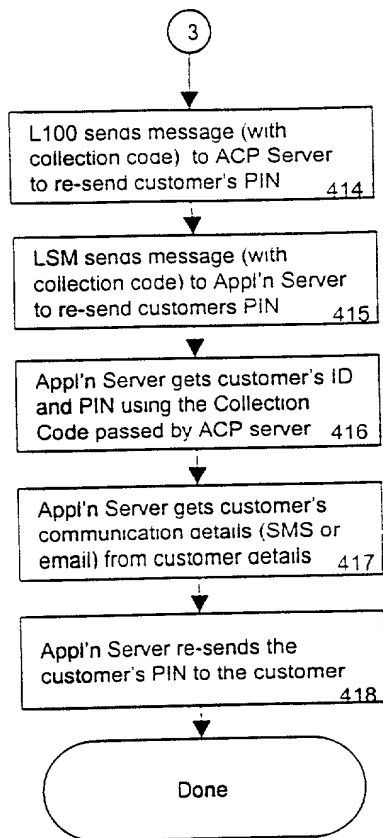 3
L100 sends message (with
collection code) to ACP Server
to re-send customer's PIN
414
LSM sends message (with
collection code) to Appl'n Server
to re-send customers PIN
415
Appl'n Server gets customer's ID
and PIN using the Collection
Code passed by ACP server
416
Appl'n Server gets customer's
communication details (SMS or
email) from customer details
417
Appl'n Server re-sends the
customer's PIN to the customer
418
Done